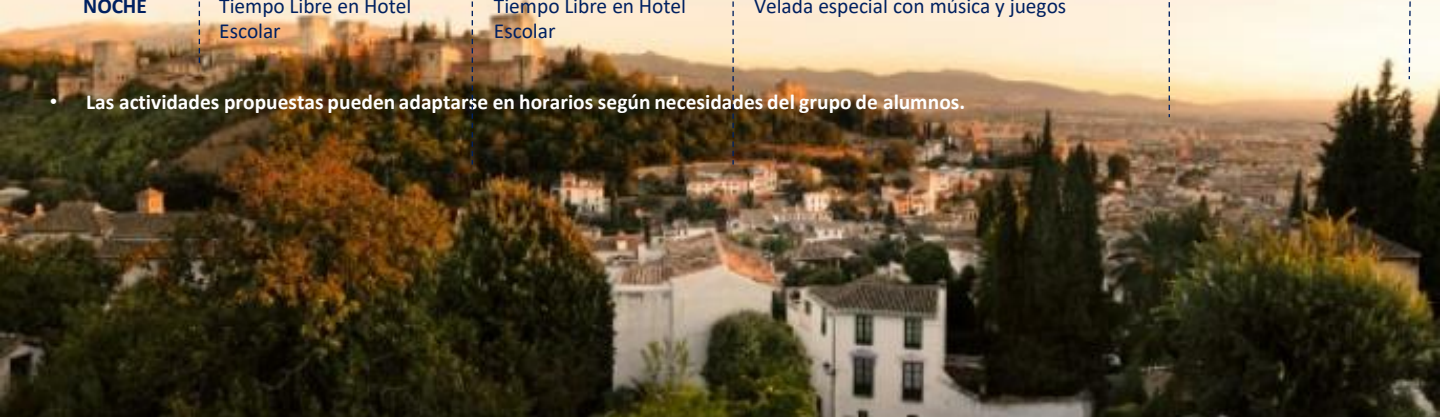 NOCHE Tiempo Libre en Hotel Tiempo Libre en Hotel Velada especial con música y juegos
Escolar Escolar
• Las actividades propuestas pueden adaptarse en horarios según necesidades del grupo de alumnos.